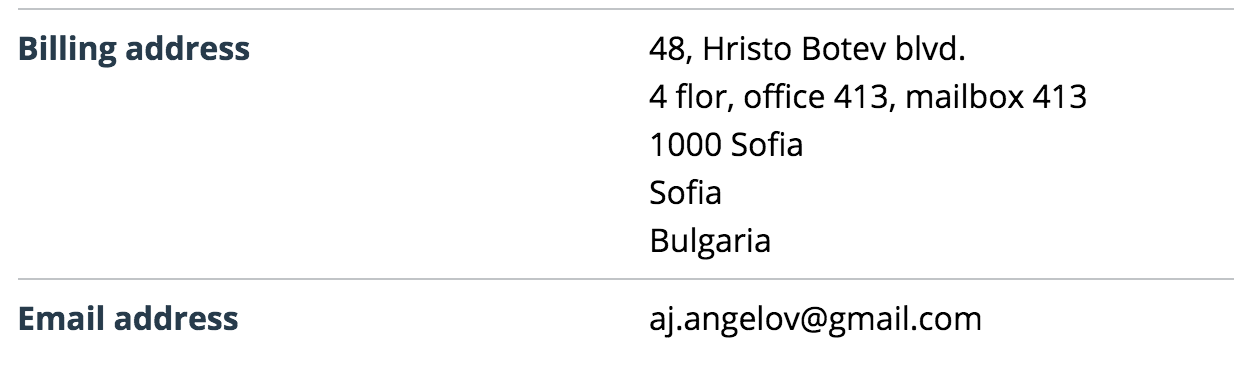 Billing address
48, Hristo Botev blvd.
4 flor, office 413, mailbox 413
1000 Sofia
Sofia
Bulgaria
Email address
aj.angelov@gmail.com